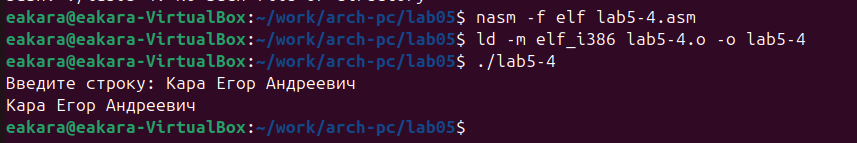 eakara@eakara-VirtualBox:~/work/arch-pc/lab05$ nasm -f elf lab5-4.asm
eakara@eakara-VirtualBox:~/work/arch-pc/lab05$ ld -m elf_i386 lab5-4.o -o lab5-4
eakara@eakara-VirtualBox:~/work/arch-pc/lab05$ ./lab5-4
Введите строку: Кара Егор Андреевич
Кара Егор Андреевич
eakara@eakara-VirtualBox:~/work/arch-pc/lab05$